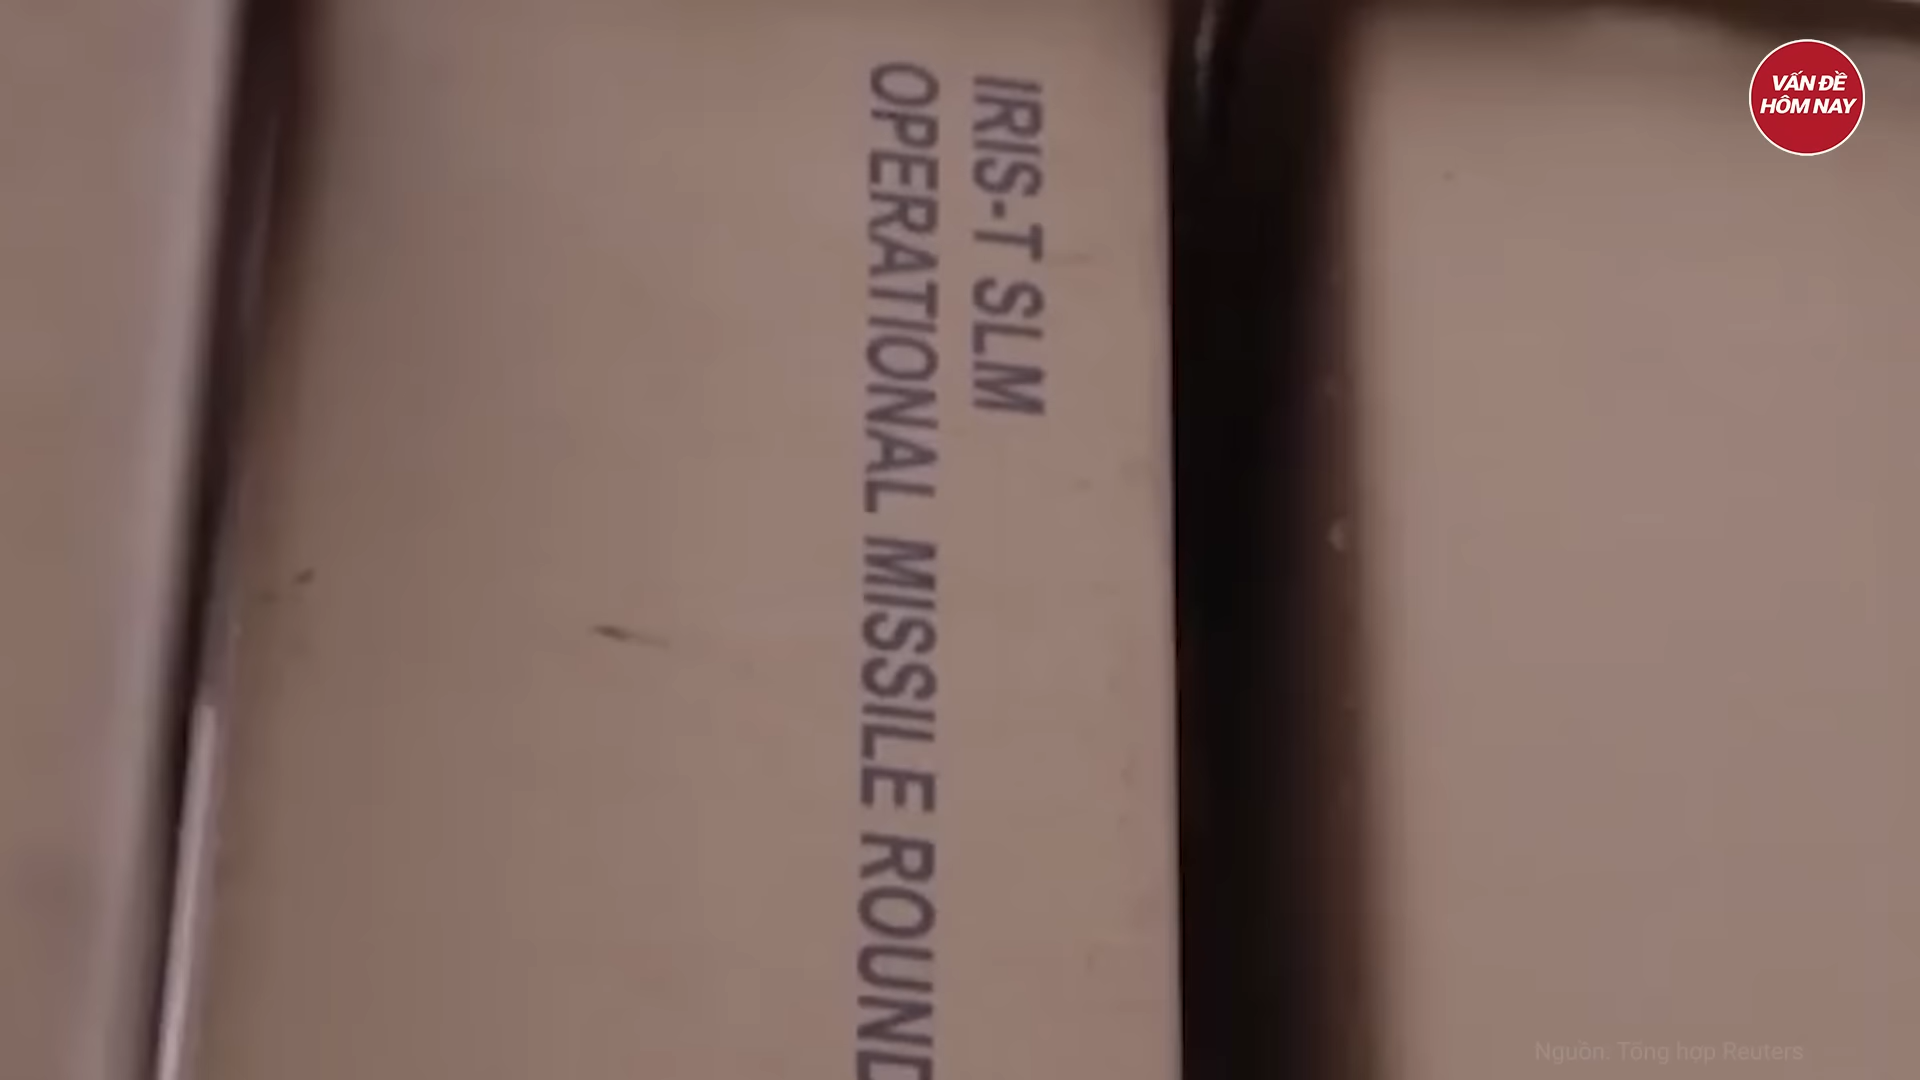 IRIS-T SLM
OPERATIONAL MISSILE ROUND
VẤN ĐỀ
HÔM NAY
Nguồn: Tổng hợp Reuters